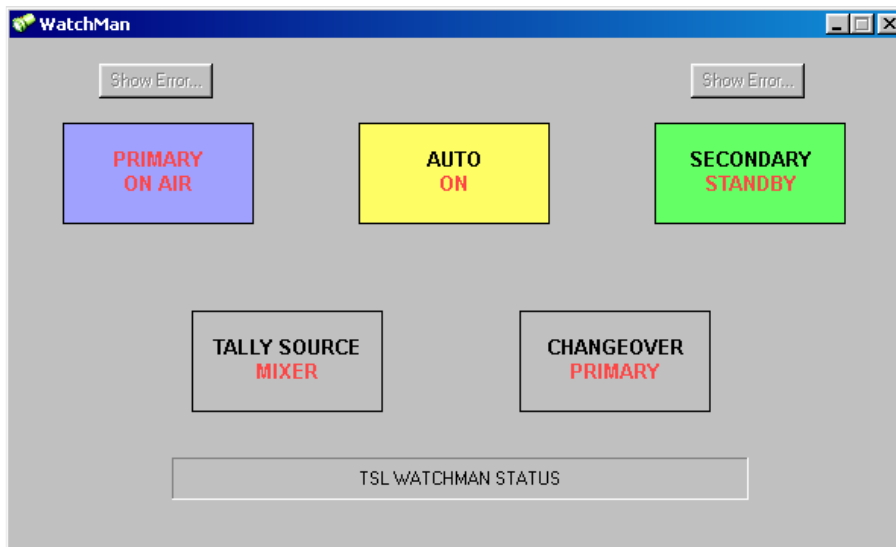 WatchMan
Show Error... Show Error...
PRIMARY
ON AIR
AUTO
ON
SECONDARY
STANDBY
TALLY SOURCE
MIXER
CHANGEOVER
PRIMARY
TSL WATCHMAN STATUS